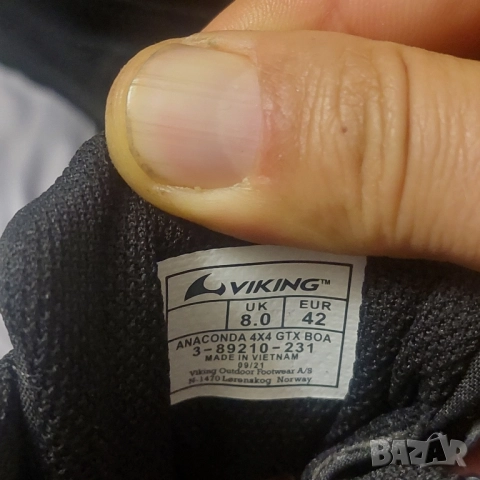 VIKING™
UK EUR
8.0 42
ANACONDA 4X4 GTX BOA
3-89210-231
MADE IN VIETNAM
09/21
Viking Outdoor Footwear A/S
N-1470 Lørenskog Norway
BAZAR